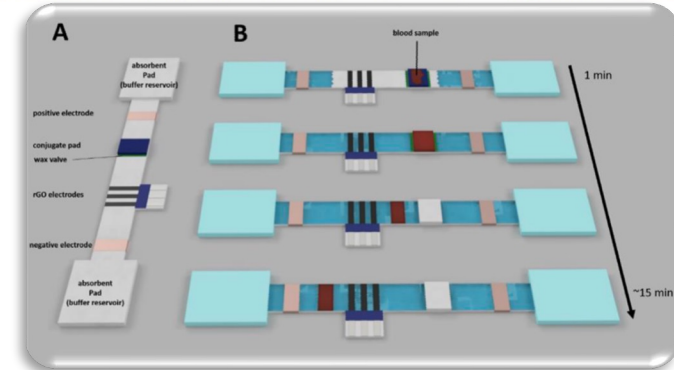 A
absorbent
Pad
(buffer reservoir)
positive electrode
conjugate pad
wax valve
rGO electrodes
negative electrode
absorbent
Pad
(buffer reservoir)
B
blood sample
1 min
~15 min